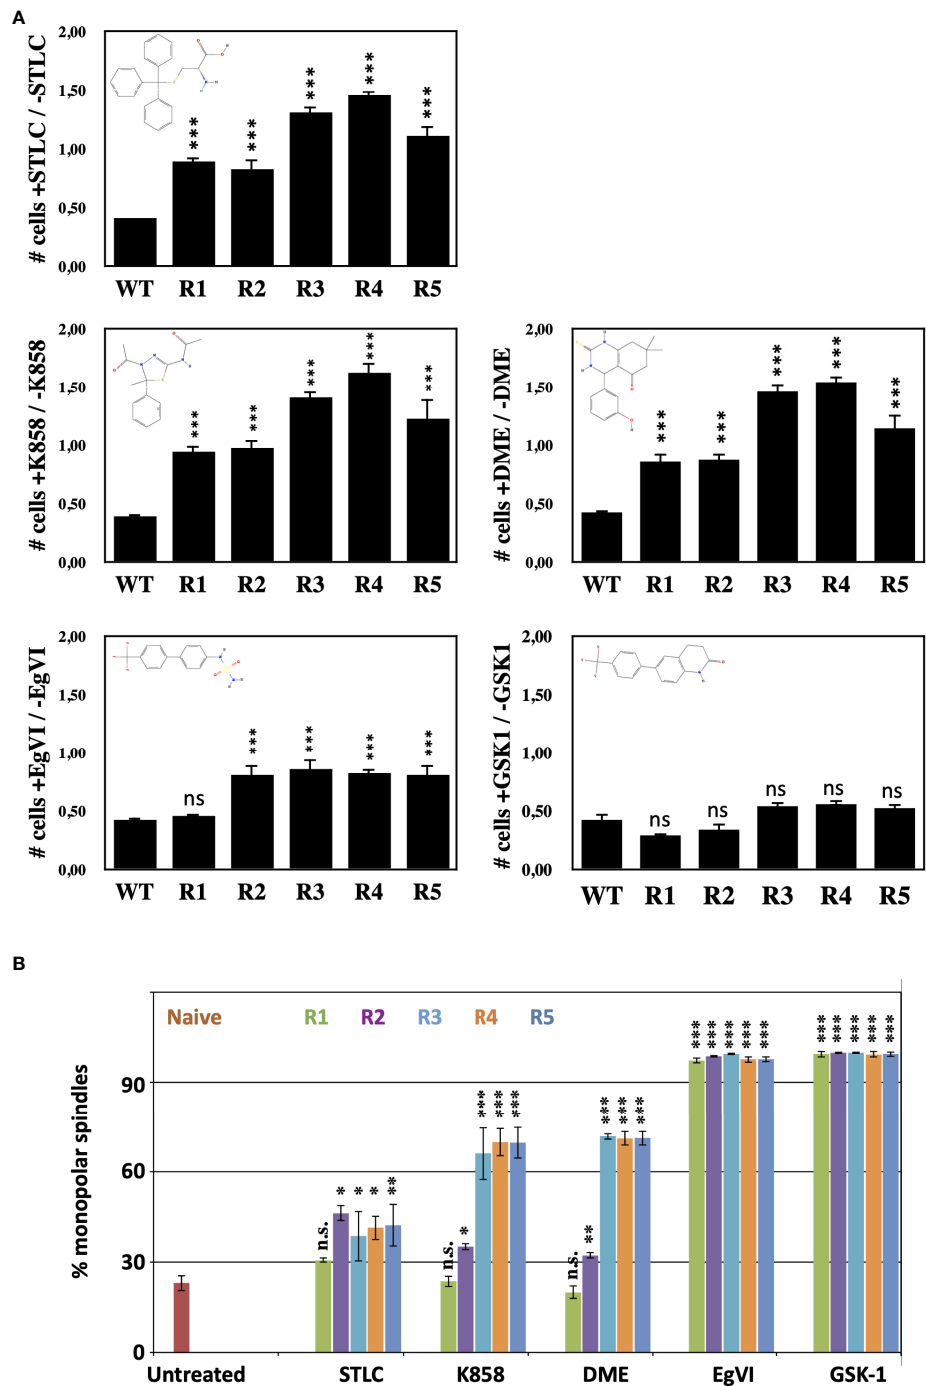 A
# cells +STLC / -STLC
2,00
1,50
1,00
0,50
0,00
*** *** *** *** ***
WT R1 R2 R3 R4 R5
# cells +K858 / -K858
2,00
1,50
1,00
0,50
0,00
*** *** *** *** ***
WT R1 R2 R3 R4 R5
# cells +DME / -DME
2,00
1,50
1,00
0,50
0,00
*** *** *** *** ***
WT R1 R2 R3 R4 R5
# cells +EgVI / -EgVI
2,00
1,50
1,00
0,50
0,00
ns *** *** *** ***
WT R1 R2 R3 R4 R5
# cells +GSK1 / -GSK1
2,00
1,50
1,00
0,50
0,00
ns ns ns ns ns
WT R1 R2 R3 R4 R5
B
% monopolar spindles
Naive R1 R2 R3 R4 R5
90
60
30
0
n.s. * * * **
n.s. * *** *** ***
n.s. ** *** *** ***
*** *** *** *** ***
*** *** *** *** ***
Untreated STLC K858 DME EgVI GSK-1